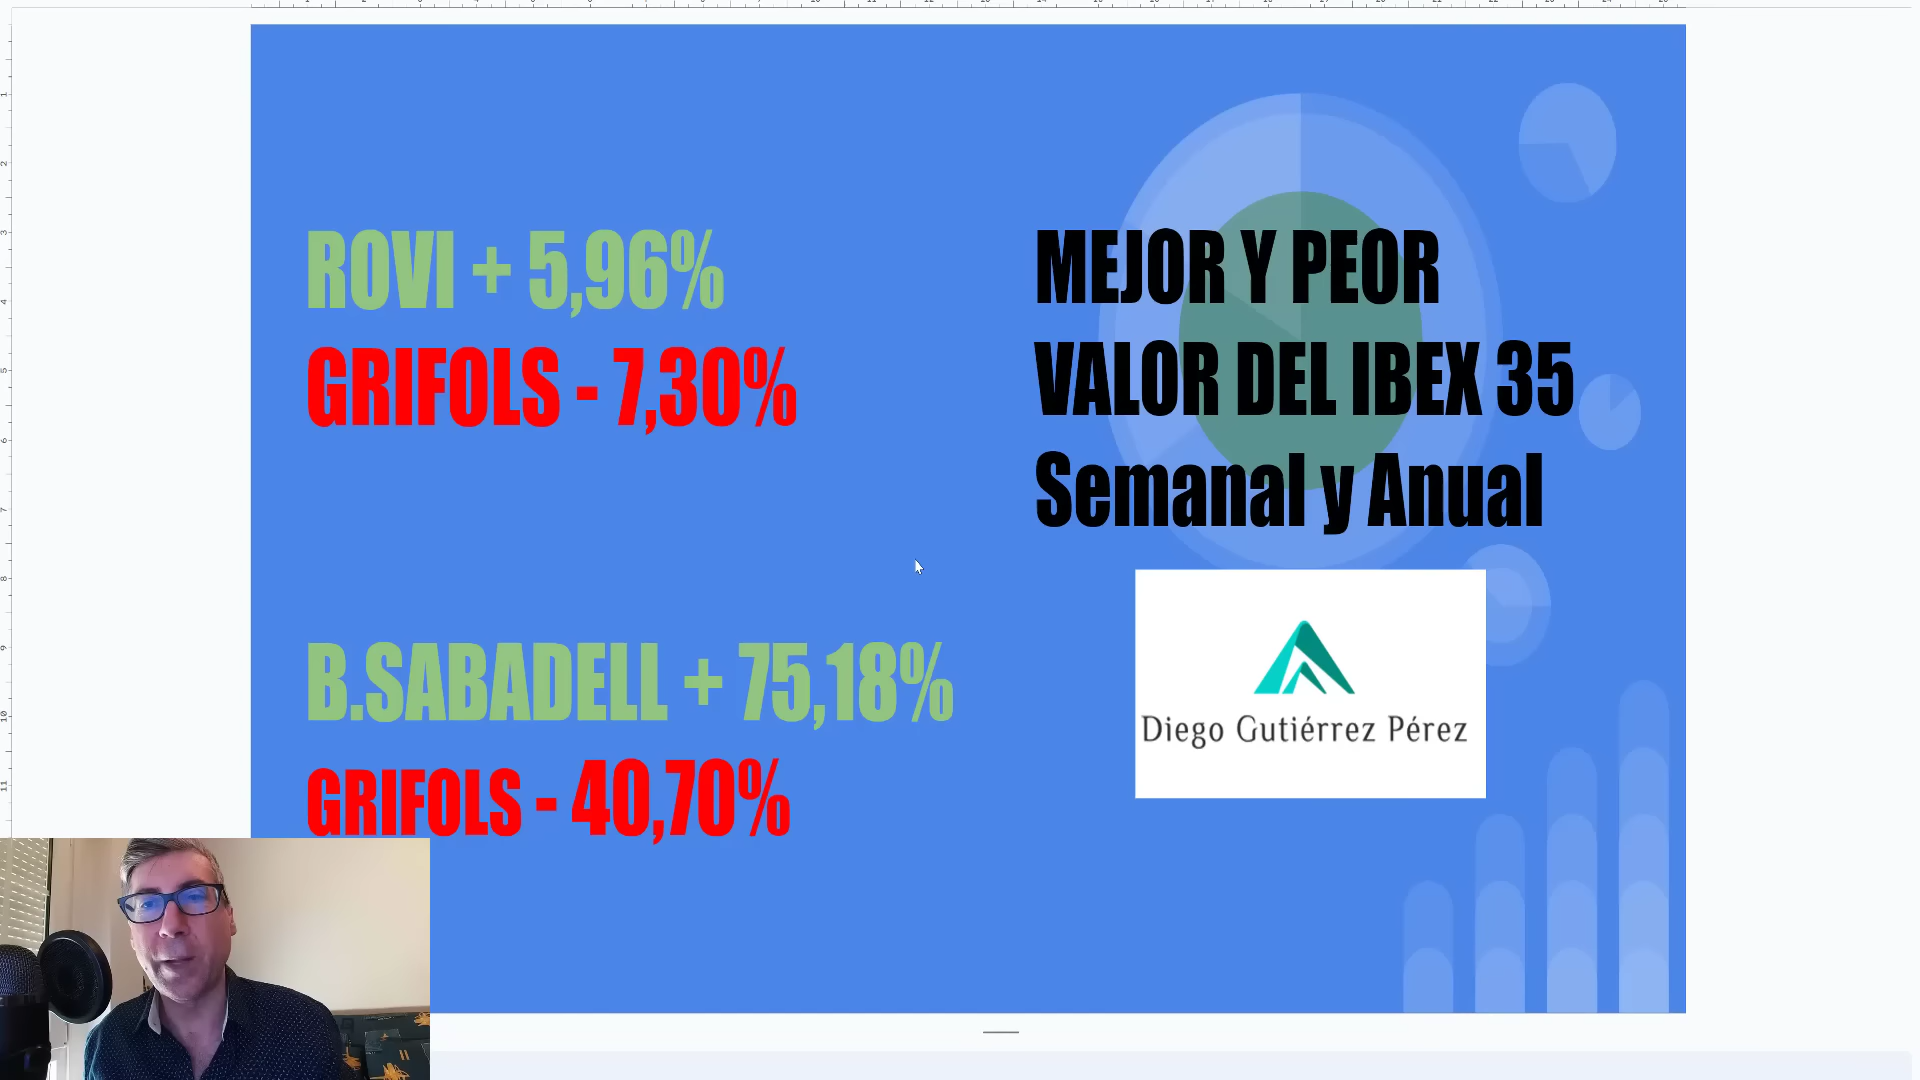 ROVI + 5,96%
GRIFOLS - 7,30%
B.SABADELL + 75,18%
GRIFOLS - 40,70%
MEJOR Y PEOR
VALOR DEL IBEX 35
Semanal y Anual
Diego Gutiérrez Pérez